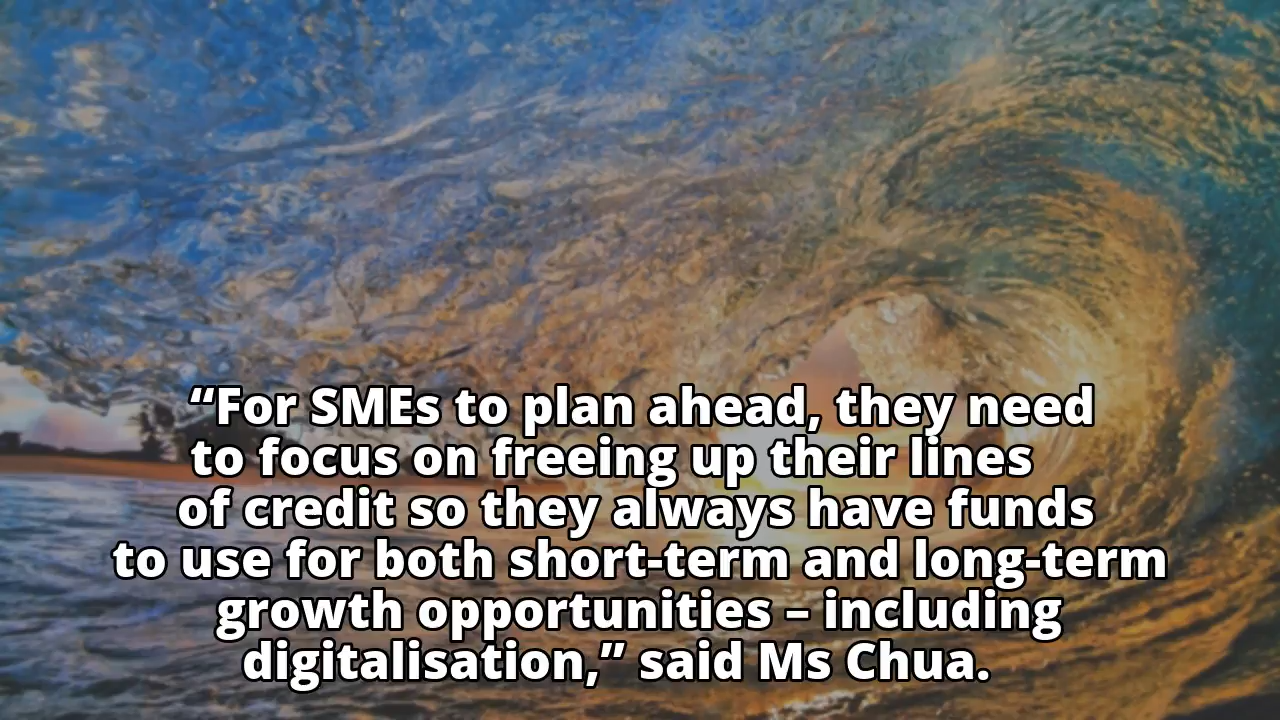 “For SMEs to plan ahead, they need
to focus on freeing up their lines
of credit so they always have funds
to use for both short-term and long-term
growth opportunities – including
digitalisation,” said Ms Chua.